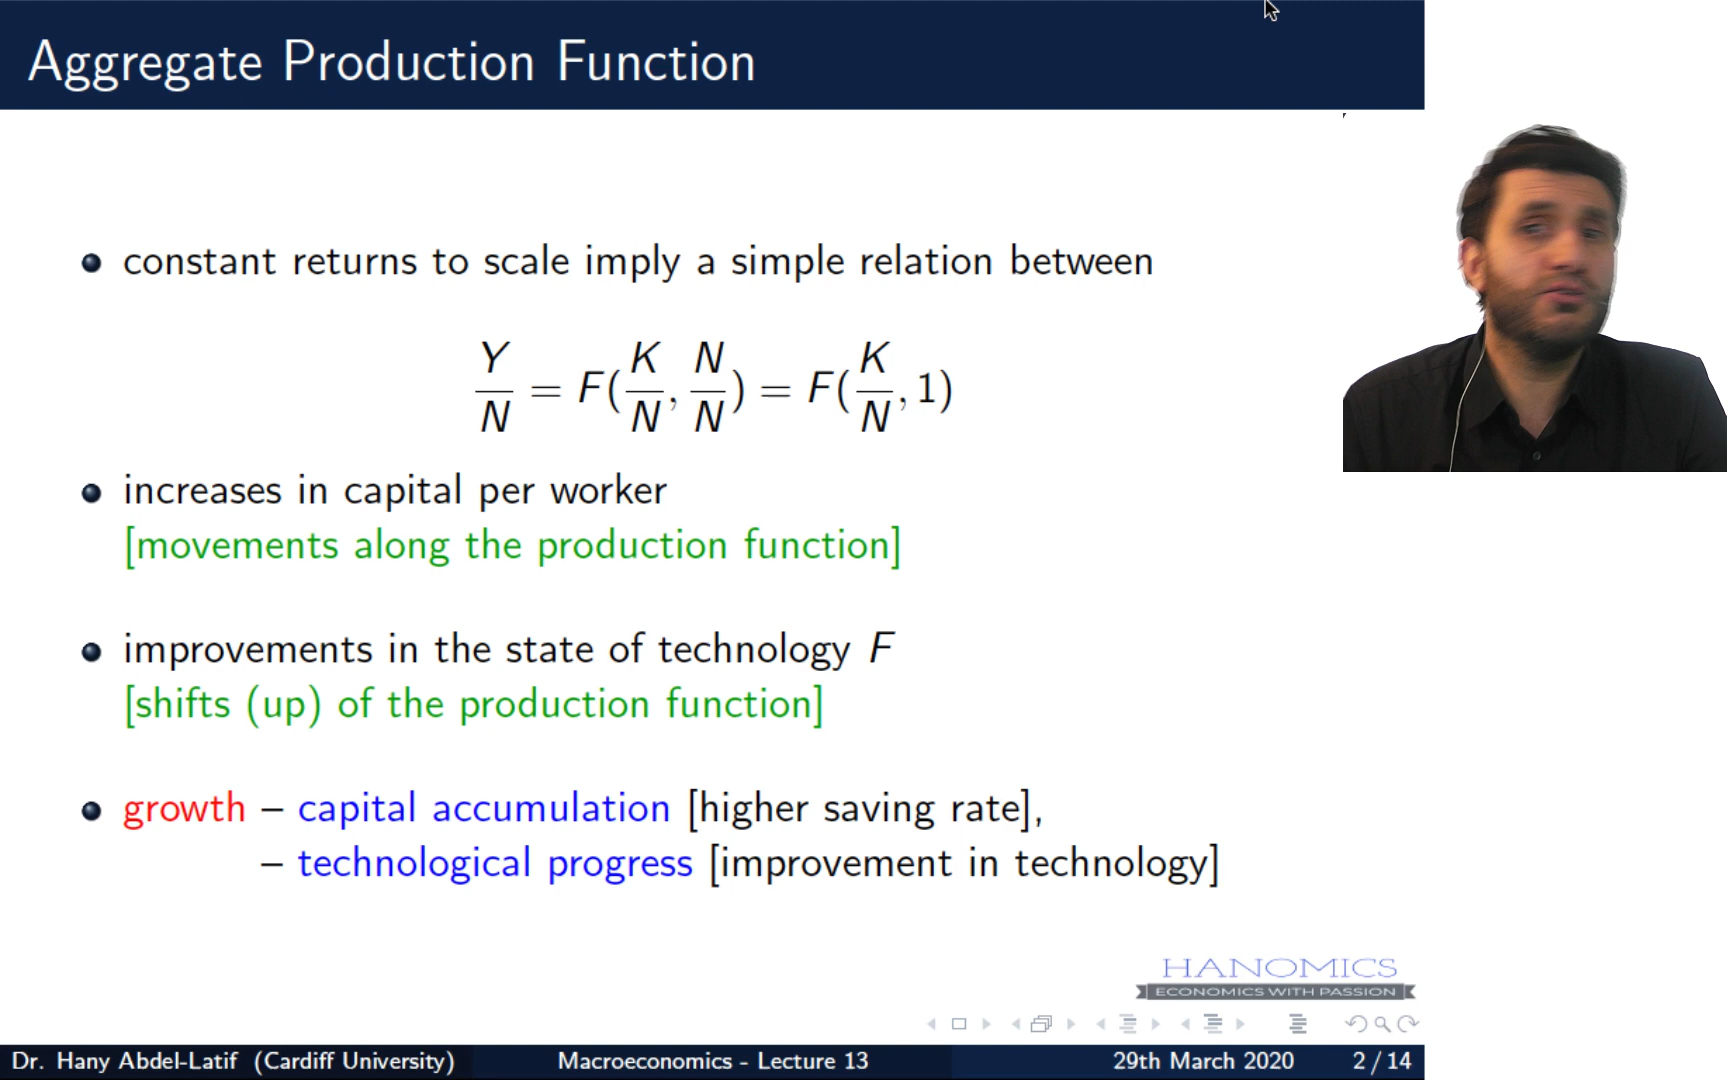 Aggregate Production Function
constant returns to scale imply a simple relation between
Y/N = F(K/N, N/N) = F(K/N, 1)
increases in capital per worker
[movements along the production function]
improvements in the state of technology F
[shifts (up) of the production function]
growth – capital accumulation [higher saving rate],
– technological progress [improvement in technology]
HANOMICS
ECONOMICS WITH PASSION
Dr. Hany Abdel-Latif (Cardiff University) Macroeconomics - Lecture 13 29th March 2020 2 / 14